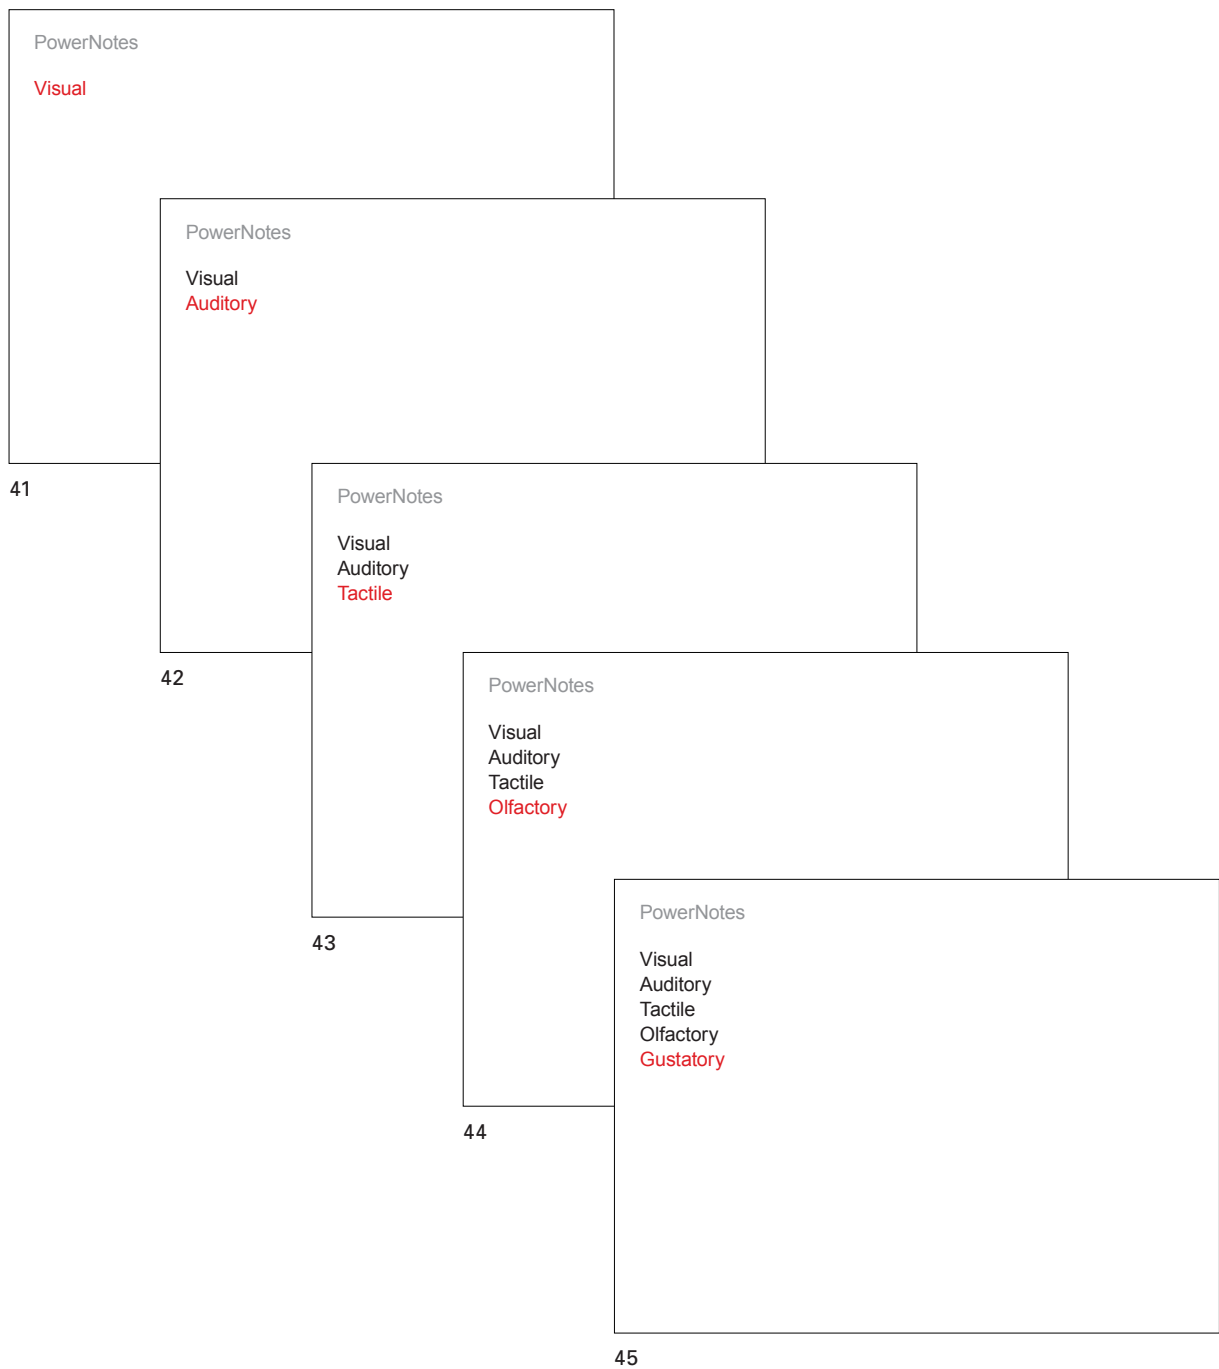 PowerNotes
Visual
41
PowerNotes
Visual
Auditory
42
PowerNotes
Visual
Auditory
Tactile
43
PowerNotes
Visual
Auditory
Tactile
Olfactory
44
PowerNotes
Visual
Auditory
Tactile
Olfactory
Gustatory
45